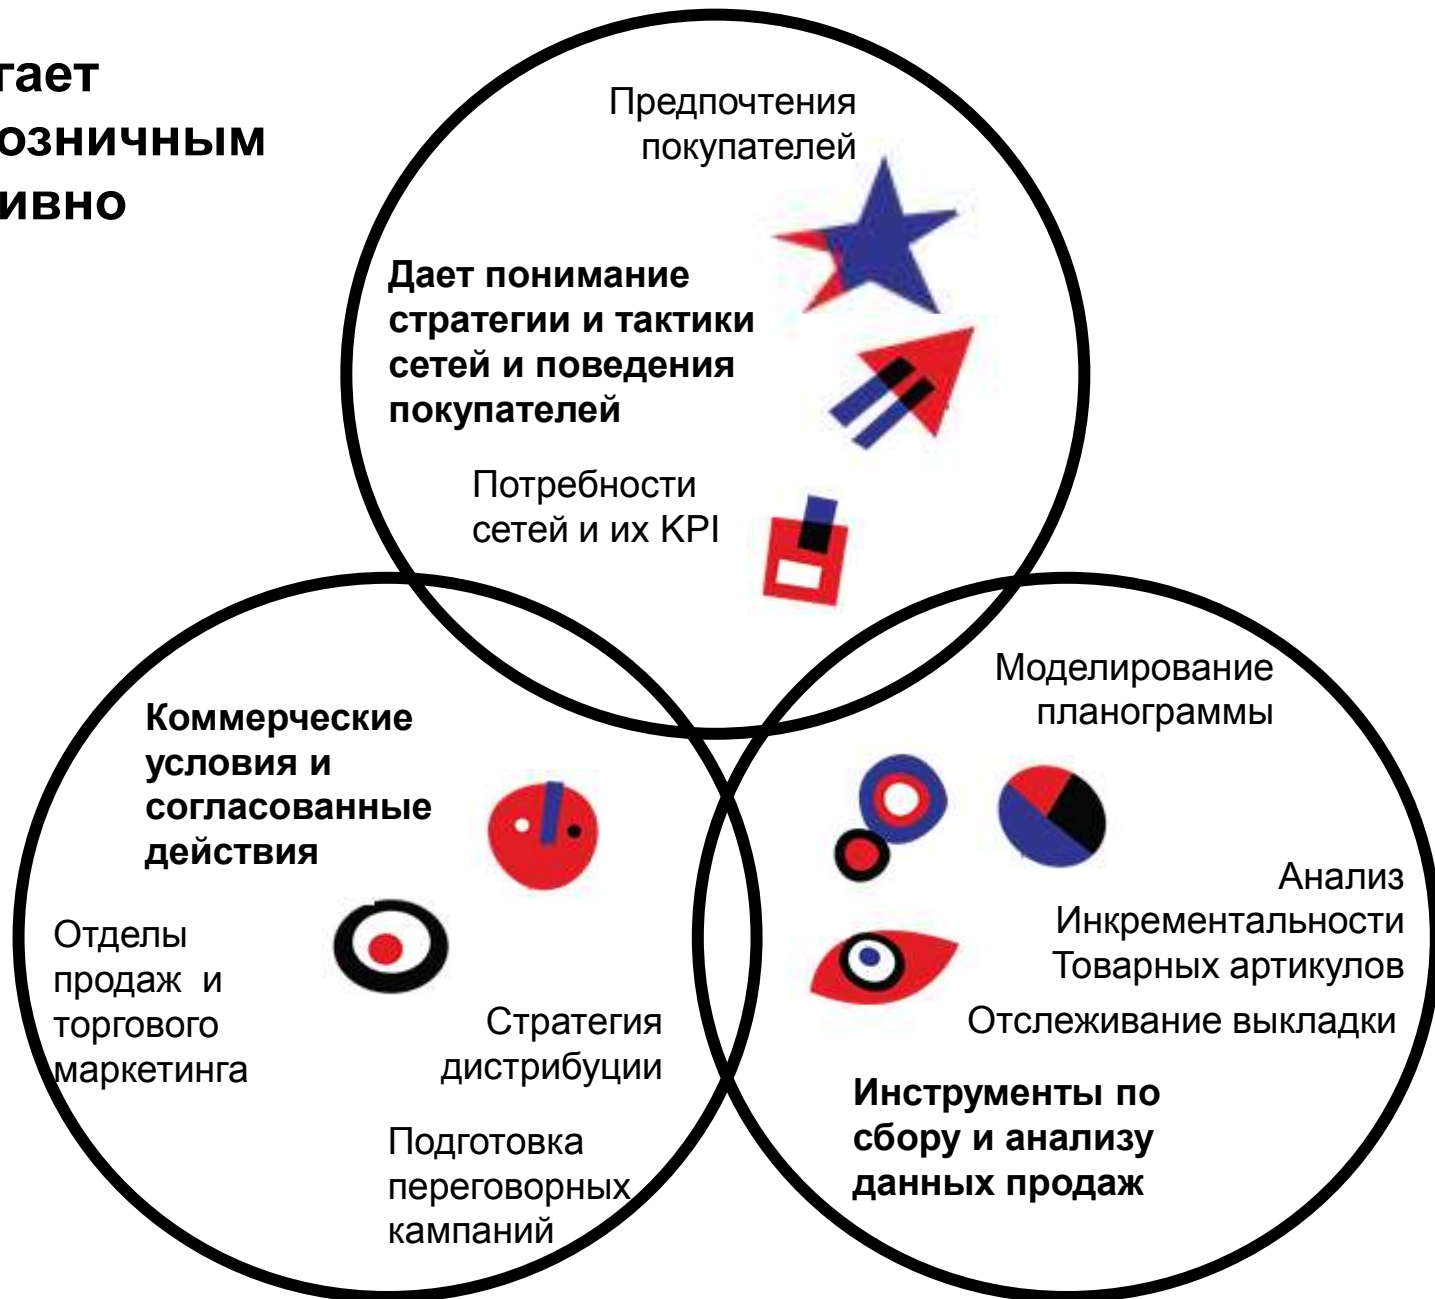 гает
озничным
ивно
Предпочтения
покупателей
Дает понимание
стратегии и тактики
сетей и поведения
покупателей
Потребности
сетей и их KPI
Коммерческие
условия и
согласованные
действия
Отделы
продаж и
торгового
маркетинга
Стратегия
дистрибуции
Подготовка
переговорных
кампаний
Моделирование
планограммы
Анализ
Инкрементальности
Товарных артикулов
Отслеживание выкладки
Инструменты по
сбору и анализу
данных продаж